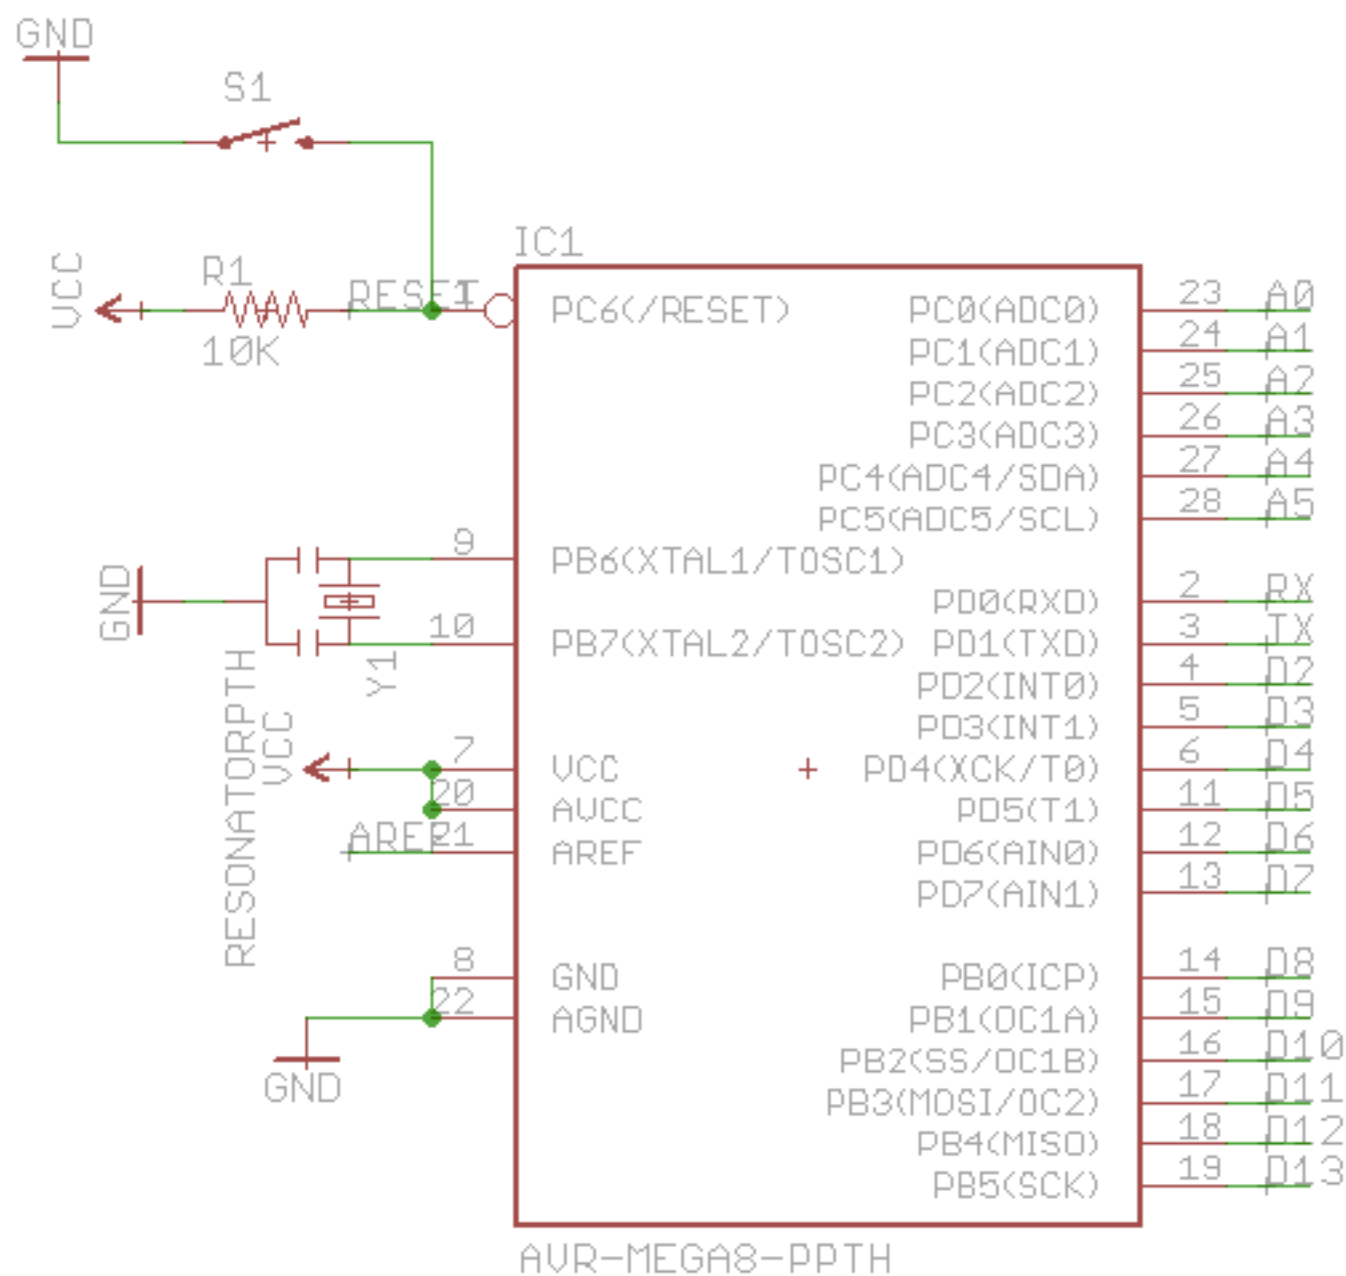 GND
S1
IC1
VCC
R1
RESET
1
10K
PC6(/RESET)
PC0(ADC0) 23 A0
PC1(ADC1) 24 A1
PC2(ADC2) 25 A2
PC3(ADC3) 26 A3
PC4(ADC4/SDA) 27 A4
PC5(ADC5/SCL) 28 A5
GND
9 PB6(XTAL1/TOSC1)
10 PB7(XTAL2/TOSC2)
Y1
RESONATORPTH
PD0(RXD) 2 RX
PD1(TXD) 3 TX
PD2(INT0) 4 D2
PD3(INT1) 5 D3
VCC
7 VCC
PD4(XCK/T0) 6 D4
20 AVCC
PD5(T1) 11 D5
AREF 21 AREF
PD6(AIN0) 12 D6
PD7(AIN1) 13 D7
8 GND
PB0(ICP) 14 D8
22 AGND
PB1(OC1A) 15 D9
GND
PB2(SS/OC1B) 16 D10
PB3(MOSI/OC2) 17 D11
PB4(MISO) 18 D12
PB5(SCK) 19 D13
AVR-MEGA8-PPTH